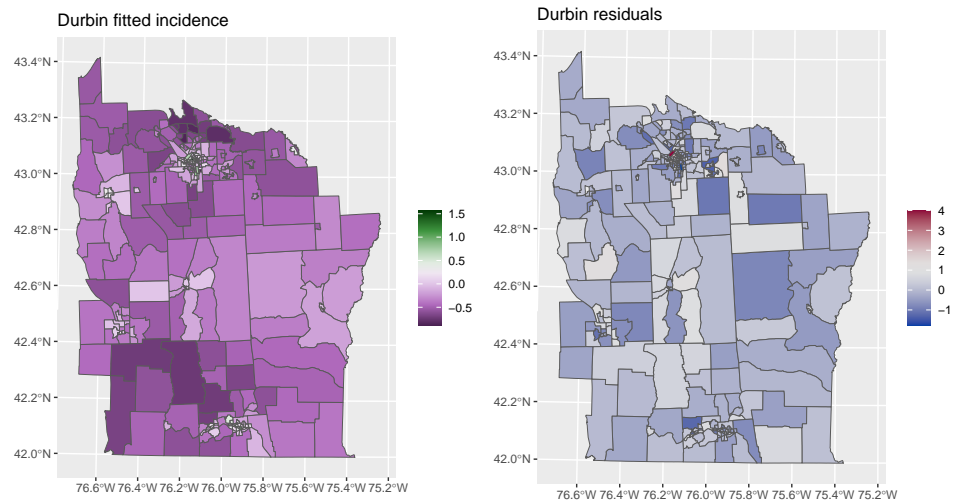 Durbin fitted incidence
43.4°N
43.2°N
43.0°N
42.8°N
42.6°N
42.4°N
42.2°N
42.0°N
76.6°W 76.4°W 76.2°W 76.0°W 75.8°W 75.6°W 75.4°W 75.2°W
1.5
1.0
0.5
0.0
−0.5
Durbin residuals
43.4°N
43.2°N
43.0°N
42.8°N
42.6°N
42.4°N
42.2°N
42.0°N
76.6°W 76.4°W 76.2°W 76.0°W 75.8°W 75.6°W 75.4°W 75.2°W
4
3
2
1
0
−1